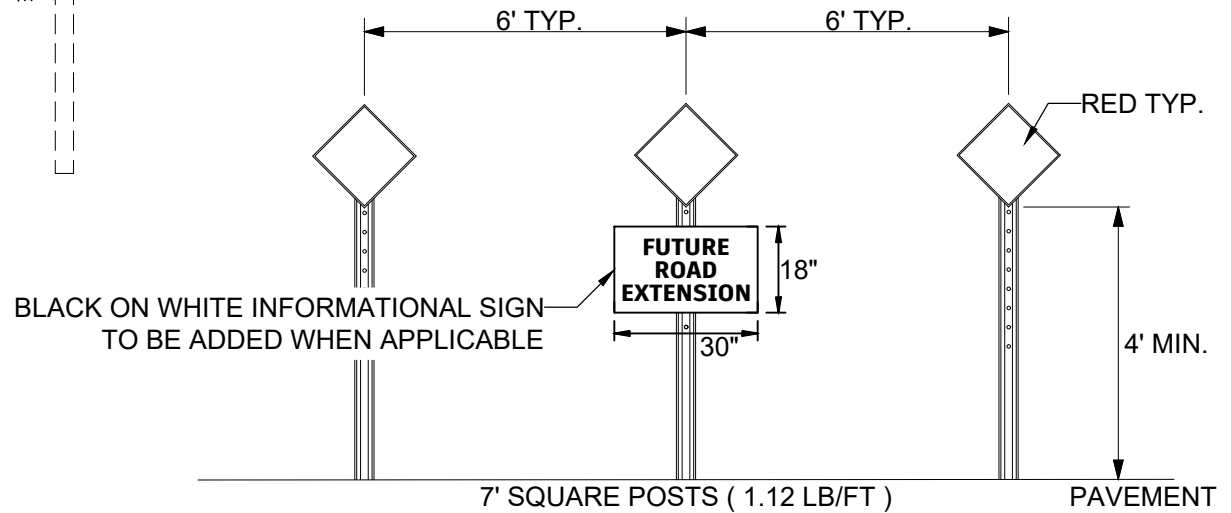 6' TYP.
6' TYP.
RED TYP.
FUTURE
ROAD
EXTENSION
18"
BLACK ON WHITE INFORMATIONAL SIGN
TO BE ADDED WHEN APPLICABLE
30"
4' MIN.
7' SQUARE POSTS ( 1.12 LB/FT )
PAVEMENT